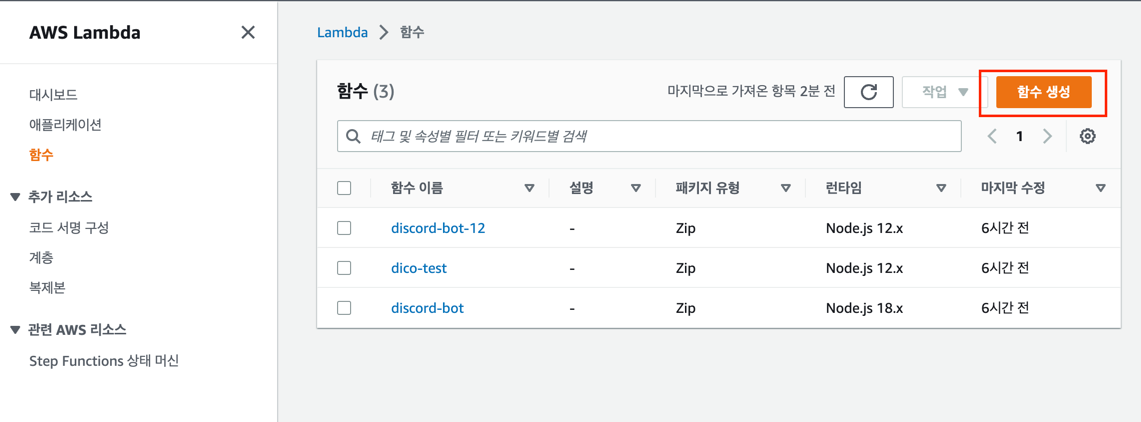 AWS Lambda
대시보드
애플리케이션
함수
추가 리소스
코드 서명 구성
계층
복제본
관련 AWS 리소스
Step Functions 상태 머신
Lambda 함수
함수 (3) 마지막으로 가져온 항목 2분 전 작업 함수 생성
태그 및 속성별 필터 또는 키워드별 검색 1
함수 이름 설명 패키지 유형 런타임 마지막 수정
discord-bot-12 - Zip Node.js 12.x 6시간 전
dico-test - Zip Node.js 12.x 6시간 전
discord-bot - Zip Node.js 18.x 6시간 전